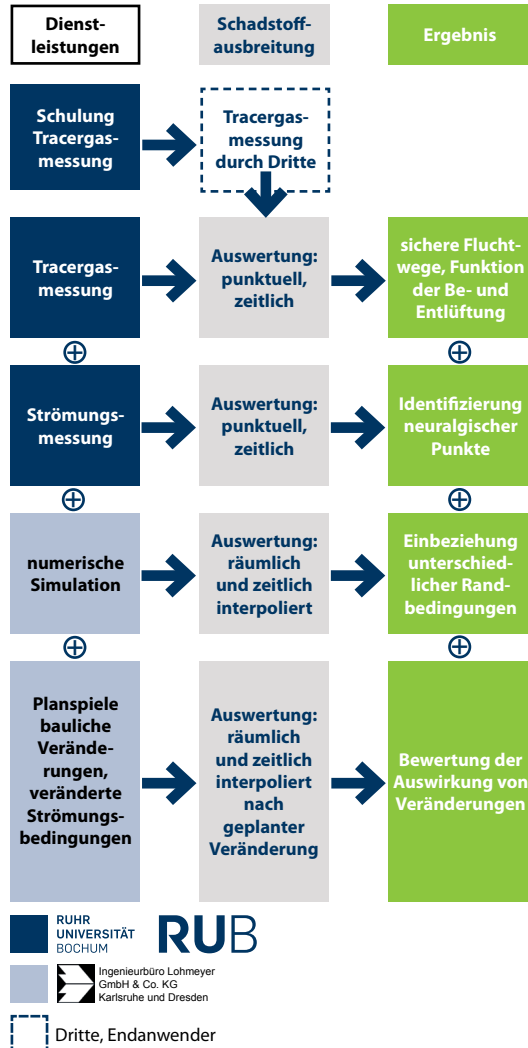 Dienst-
leistungen
Schadstoff-
ausbreitung
Ergebnis
Schulung
Tracergas-
messung
Tracergas-
messung
durch Dritte
Tracergas-
messung
Auswertung:
punktuell,
zeitlich
sichere Flucht-
wege, Funktion
der Be- und
Entlüftung
Strömungs-
messung
Auswertung:
punktuell,
zeitlich
Identifizierung
neuralgischer
Punkte
numerische
Simulation
Auswertung:
räumlich
und zeitlich
interpoliert
Einbeziehung
unterschied-
licher Rand-
bedingungen
Planspiele
bauliche
Verände-
rungen,
veränderte
Strömungs-
bedingungen
Auswertung:
räumlich
und zeitlich
interpoliert
nach
geplanter
Veränderung
Bewertung der
Auswirkung von
Veränderungen
RUHR
UNIVERSITÄT
BOCHUM
RUB
Ingenieurbüro Lohmeyer
GmbH & Co. KG
Karlsruhe und Dresden
Dritte, Endanwender